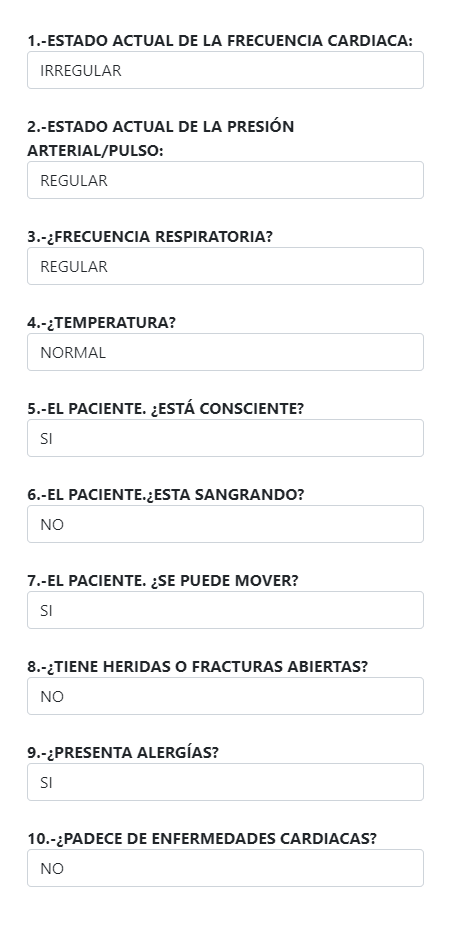 1.-ESTADO ACTUAL DE LA FRECUENCIA CARDIACA:
IRREGULAR
2.-ESTADO ACTUAL DE LA PRESIÓN
ARTERIAL/PULSO:
REGULAR
3.-¿FRECUENCIA RESPIRATORIA?
REGULAR
4.-¿TEMPERATURA?
NORMAL
5.-EL PACIENTE. ¿ESTÁ CONSCIENTE?
SI
6.-EL PACIENTE.¿ESTA SANGRANDO?
NO
7.-EL PACIENTE. ¿SE PUEDE MOVER?
SI
8.-¿TIENE HERIDAS O FRACTURAS ABIERTAS?
NO
9.-¿PRESENTA ALERGÍAS?
SI
10.-¿PADECE DE ENFERMEDADES CARDIACAS?
NO